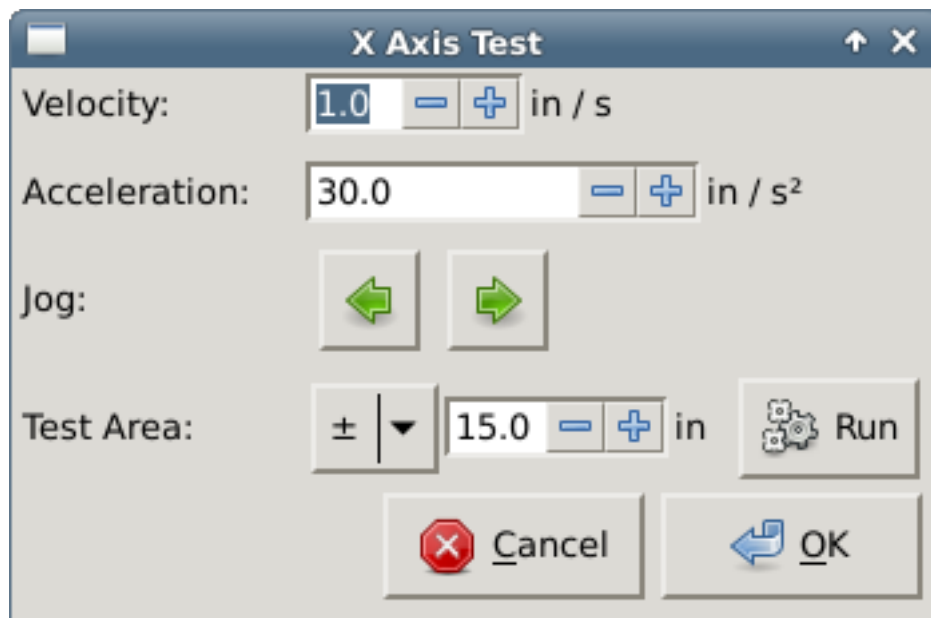 X Axis Test
Velocity: 1.0 in / s
Acceleration: 30.0 in / s²
Jog:
Test Area: ± 15.0 in Run
Cancel OK